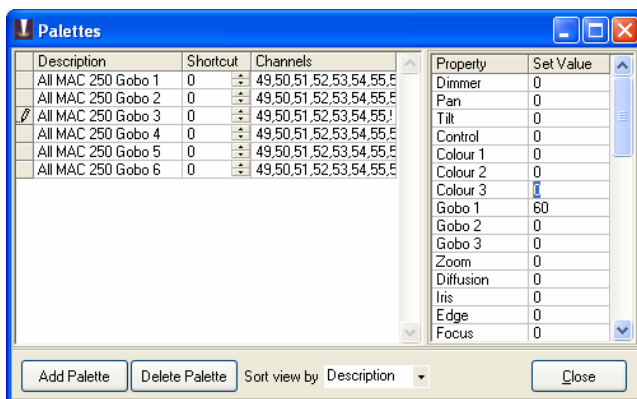 Palettes
Description Shortcut Channels
All MAC 250 Gobo 1 0 49,50,51,52,53,54,55,5
All MAC 250 Gobo 2 0 49,50,51,52,53,54,55,5
All MAC 250 Gobo 3 0 49,50,51,52,53,54,55,!
All MAC 250 Gobo 4 0 49,50,51,52,53,54,55,5
All MAC 250 Gobo 5 0 49,50,51,52,53,54,55,5
All MAC 250 Gobo 6 0 49,50,51,52,53,54,55,5
Property Set Value
Dimmer 0
Pan 0
Tilt 0
Control 0
Colour 1 0
Colour 2 0
Colour 3 0
Gobo 1 60
Gobo 2 0
Gobo 3 0
Zoom 0
Diffusion 0
Iris 0
Edge 0
Focus 0
Add Palette Delete Palette Sort view by Description Close